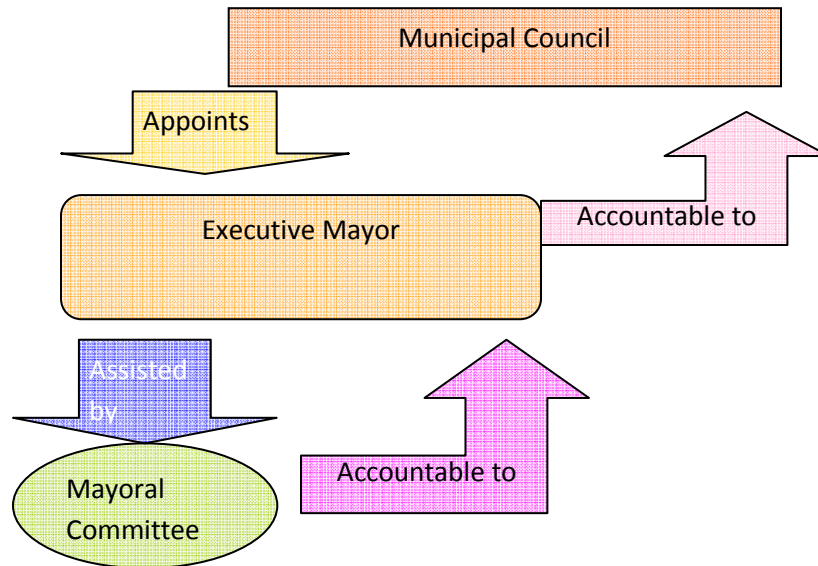 Municipal Council
Appoints
Executive Mayor
Accountable to
Assisted
by
Accountable to
Mayoral
Committee